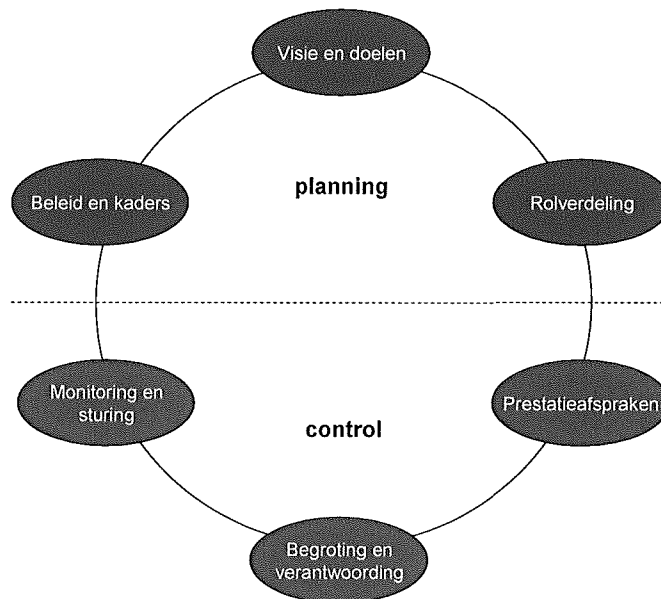 Visie en doelen
Beleid en kaders
planning
Rolverdeling
Monitoring en
sturing
control
Prestatieafspraken
Begroting en
verantwoording